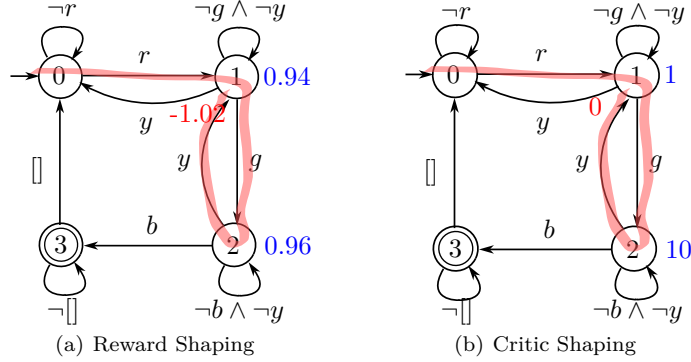 ¬r ¬g ∧ ¬y ¬r ¬g ∧ ¬y
0 r 1 0.94 0 r 1 1
y -1.02 y 0
[] y g [] y g
3 b 2 0.96 3 b 2 10
¬[] ¬b ∧ ¬y ¬[] ¬b ∧ ¬y
(a) Reward Shaping (b) Critic Shaping